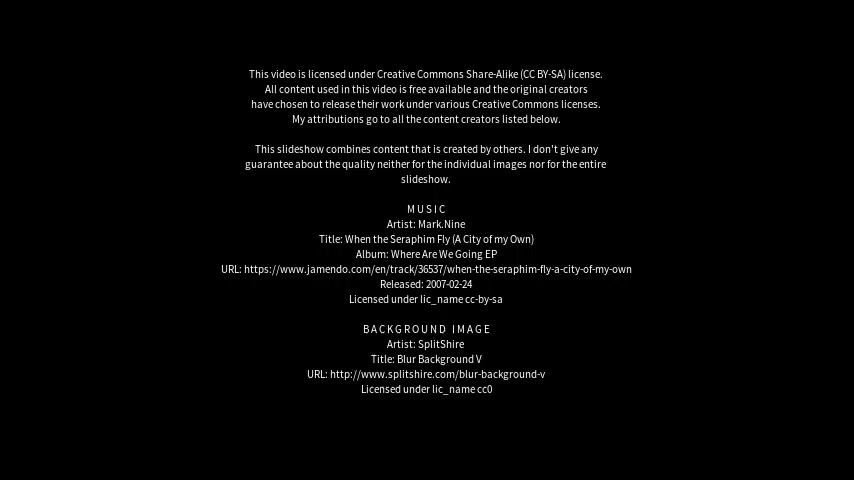 This video is licensed under Creative Commons Share-Alike (CC BY-SA) license.
All content used in this video is free available and the original creators
have chosen to release their work under various Creative Commons licenses.
My attributions go to all the content creators listed below.
This slideshow combines content that is created by others. I don't give any
guarantee about the quality neither for the individual images nor for the entire
slideshow.
MUSIC
Artist: Mark.Nine
Title: When the Seraphim Fly (A City of my Own)
Album: Where Are We Going EP
URL: https://www.jamendo.com/en/track/36537/when-the-seraphim-fly-a-city-of-my-own
Released: 2007-02-24
Licensed under lic_name cc-by-sa
BACKGROUND IMAGE
Artist: SplitShire
Title: Blur Background V
URL: http://www.splitshire.com/blur-background-v
Licensed under lic_name cc0